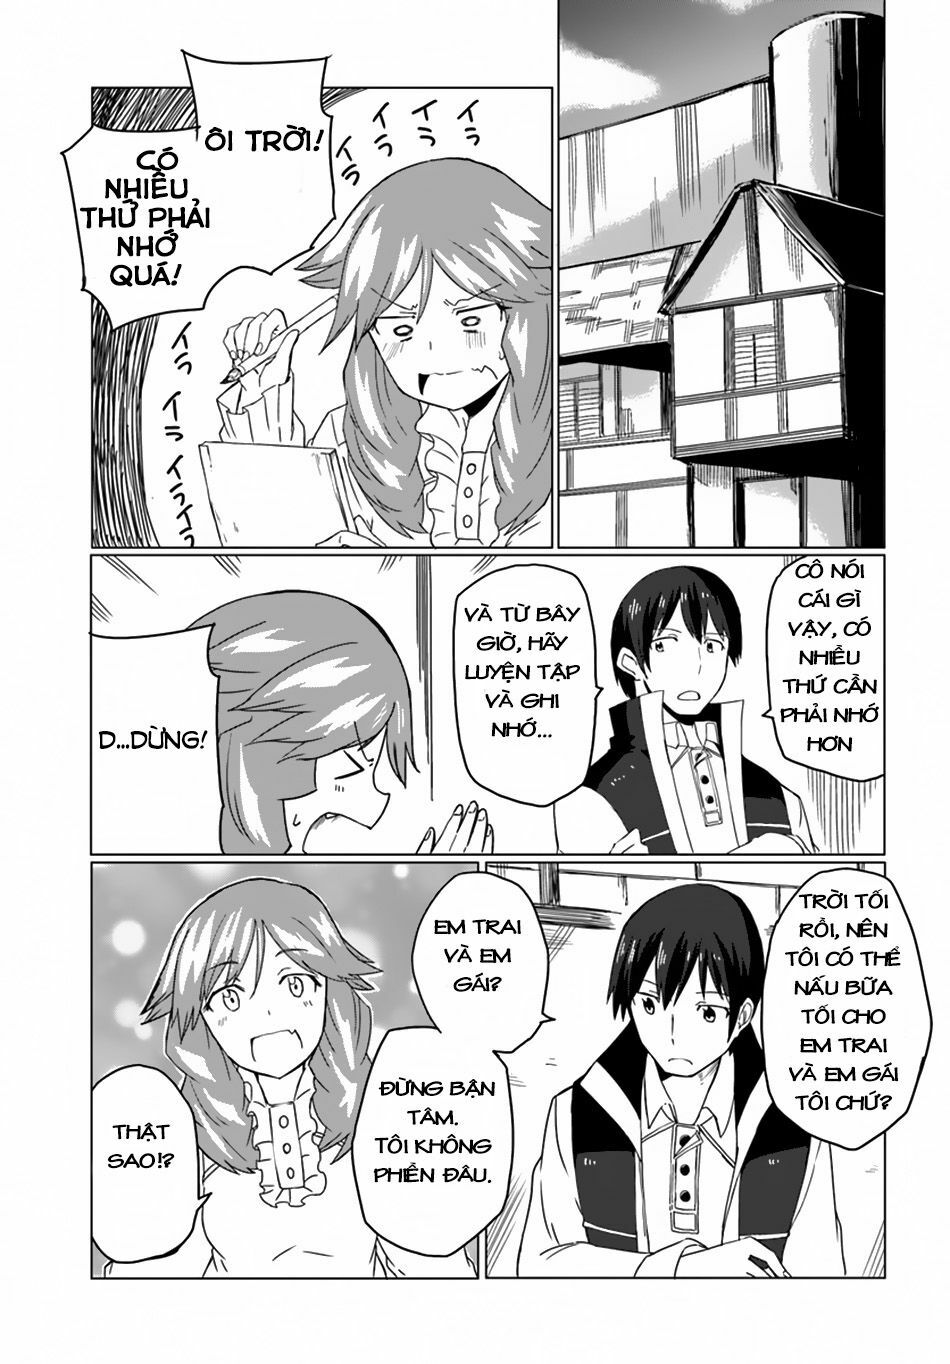 ÔI TRỜI!
CÓ
NHIỀU
THỨ PHẢI
NHỚ
QUÁ!
イライライライライラ
イライライラ
CÔ NÓI
CÁI GÌ
VẬY, CÓ
NHIỀU
THỨ CẦN
PHẢI NHỚ
HƠN
VÀ TỪ BÂY
GIỜ, HÃY
LUYỆN TẬP
VÀ GHI
NHỚ...
D...DỪNG!
TRỜI TỐI
RỒI, NÊN
TÔI CÓ THỂ
NẤU BỮA
TỐI CHO
EM TRAI
VÀ EM GÁI
TÔI CHỨ?
EM TRAI
VÀ EM
GÁI?
ĐỪNG BẬN
TÂM.
TÔI KHÔNG
PHIỀN ĐÂU.
THẬT
SAO!?